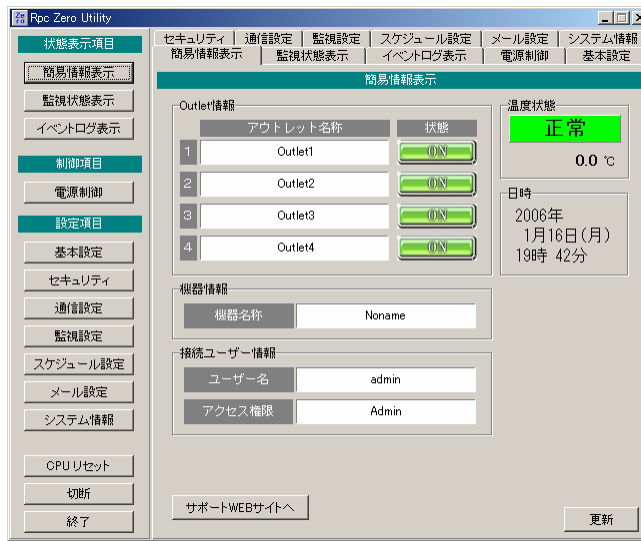 Ze ro Rpc Zero Utility
状態表示項目
簡易情報表示
監視状態表示
イベントログ表示
制御項目
電源制御
設定項目
基本設定
セキュリティ
通信設定
監視設定
スケジュール設定
メール設定
システム情報
CPU リセット
切断
終了
セキュリティ 通信設定 監視設定 スケジュール設定 メール設定 システム情報
簡易情報表示 監視状態表示 イベントログ表示 電源制御 基本設定
簡易情報表示
Outlet情報
アウトレット名称 状態
1 Outlet1 ON
2 Outlet2 ON
3 Outlet3 ON
4 Outlet4 ON
機器情報
機器名称 Noname
接続ユーザー情報
ユーザー名 admin
アクセス権限 Admin
サポートWEBサイトへ
温度状態
正常
0.0 ℃
日時
2006年
1月16日(月)
19時 42分
更新